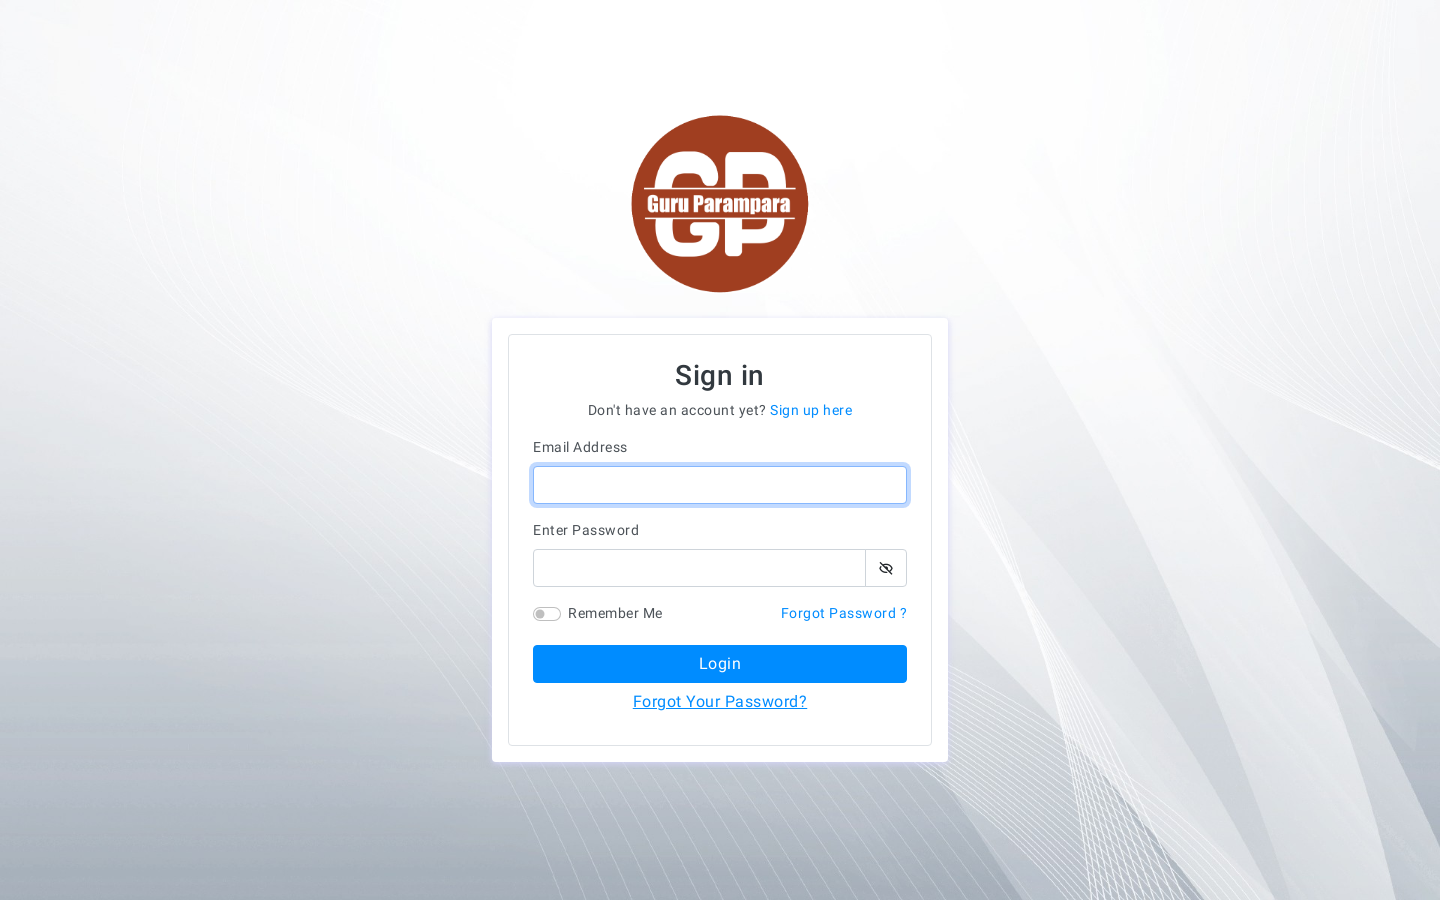 GP
Guru Parampara
Sign in
Don't have an account yet? Sign up here
Email Address
Enter Password
Remember Me
Forgot Password ?
Login
Forgot Your Password?